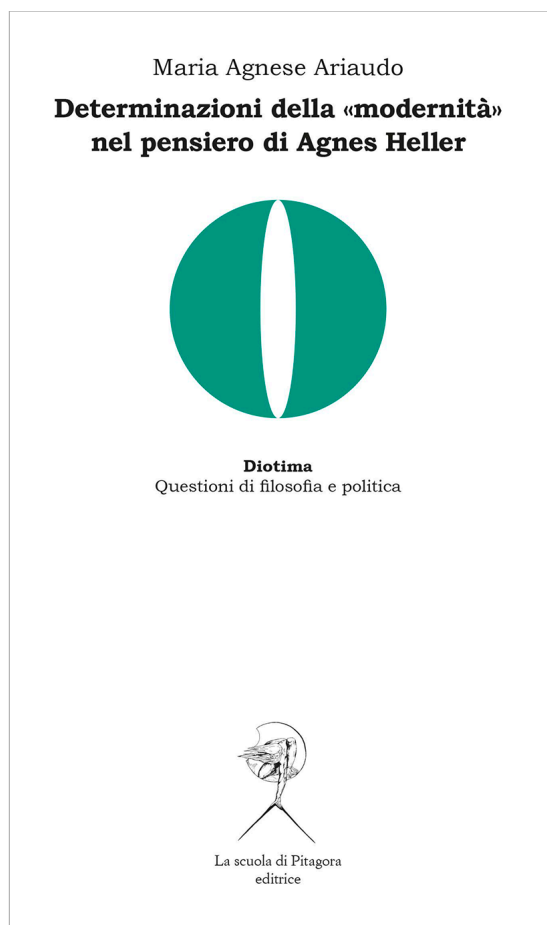 Maria Agnese Ariaudo
Determinazioni della «modernità»
nel pensiero di Agnes Heller
Diotima
Questioni di filosofia e politica
La scuola di Pitagora
editrice